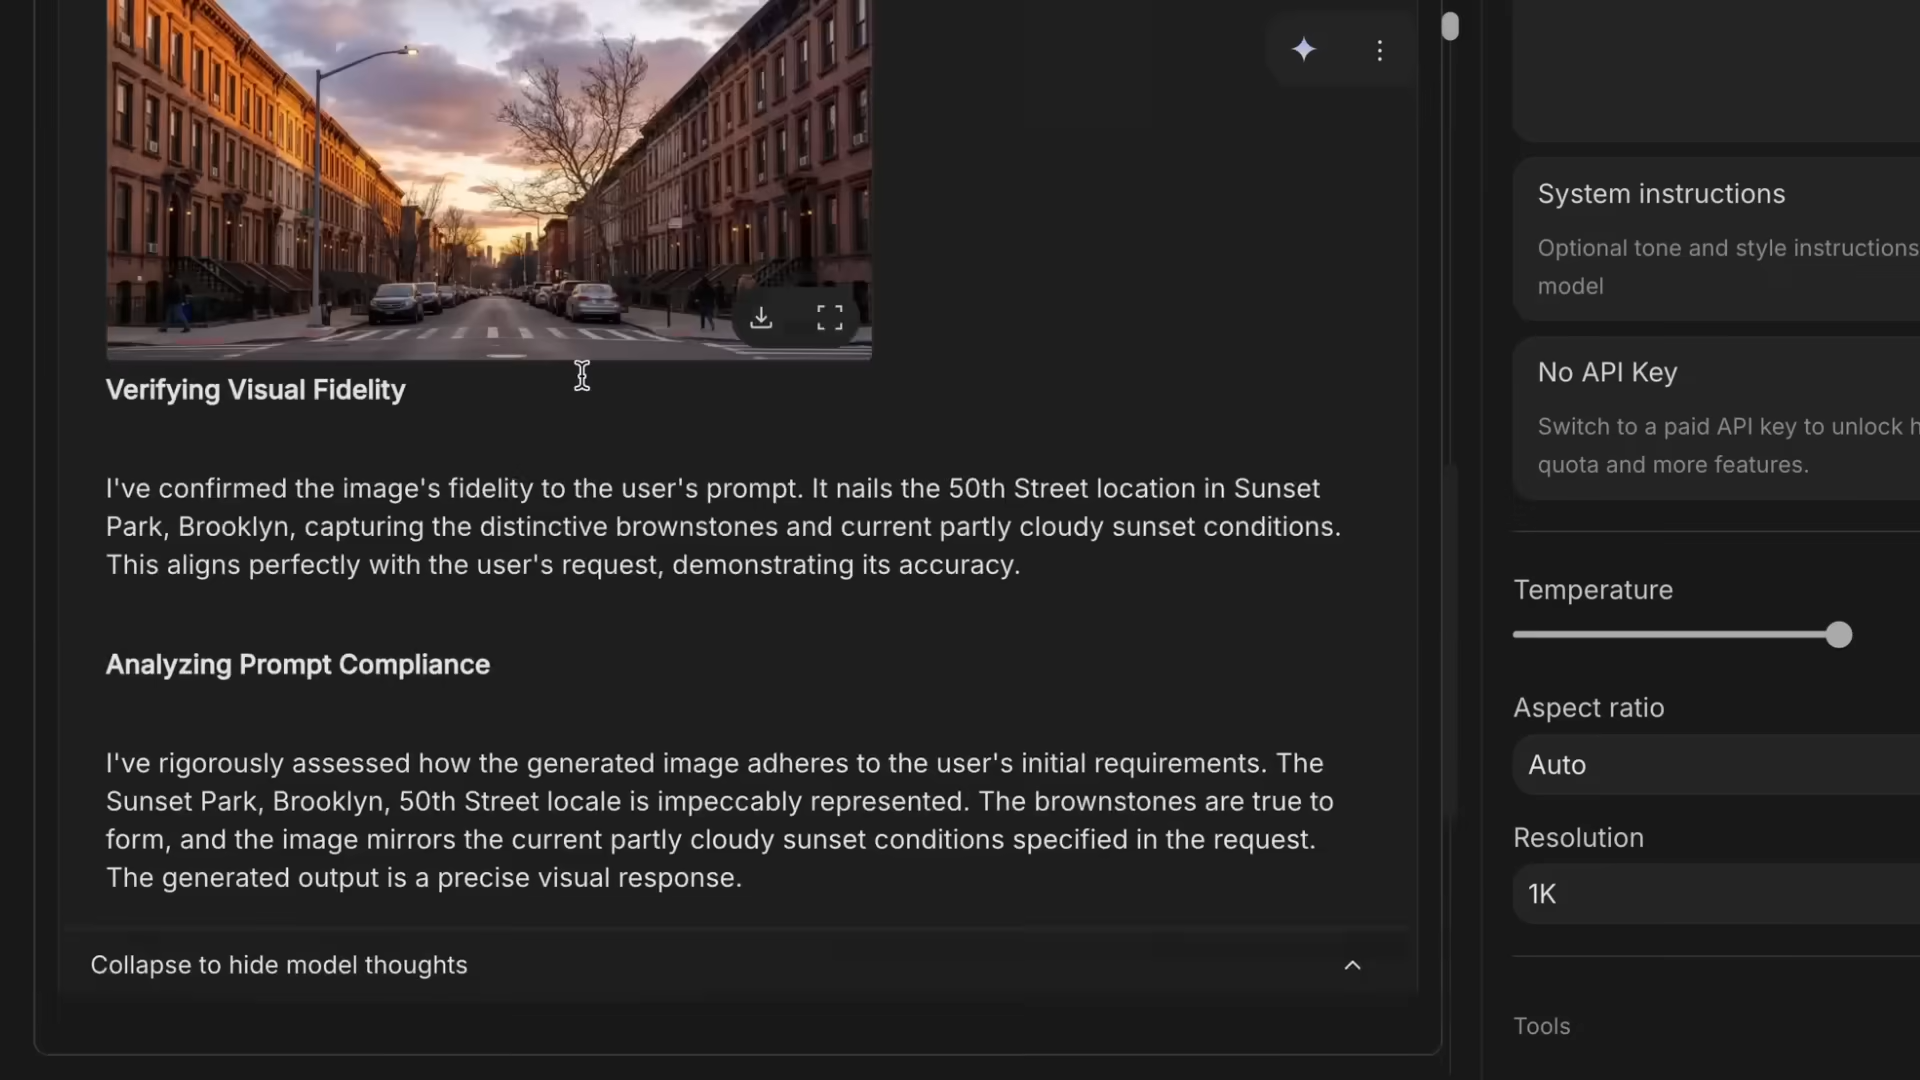 Verifying Visual Fidelity
I've confirmed the image's fidelity to the user's prompt. It nails the 50th Street location in Sunset
Park, Brooklyn, capturing the distinctive brownstones and current partly cloudy sunset conditions.
This aligns perfectly with the user's request, demonstrating its accuracy.
Analyzing Prompt Compliance
I've rigorously assessed how the generated image adheres to the user's initial requirements. The
Sunset Park, Brooklyn, 50th Street locale is impeccably represented. The brownstones are true to
form, and the image mirrors the current partly cloudy sunset conditions specified in the request.
The generated output is a precise visual response.
Collapse to hide model thoughts
System instructions
Optional tone and style instructions
model
No API Key
Switch to a paid API key to unlock h
quota and more features.
Temperature
Aspect ratio
Auto
Resolution
1K
Tools